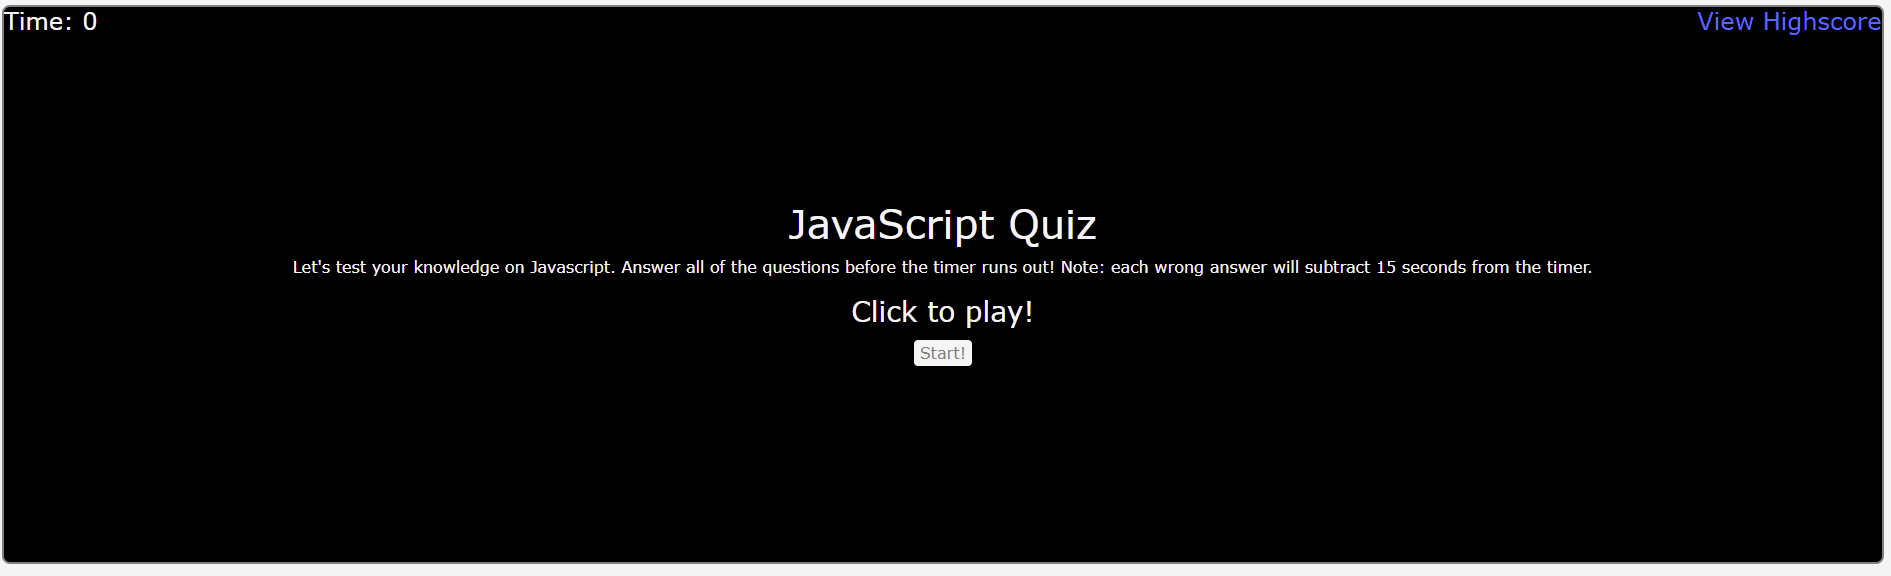 Time: 0
View Highscore
JavaScript Quiz
Let's test your knowledge on Javascript. Answer all of the questions before the timer runs out! Note: each wrong answer will subtract 15 seconds from the timer.
Click to play!
Start!